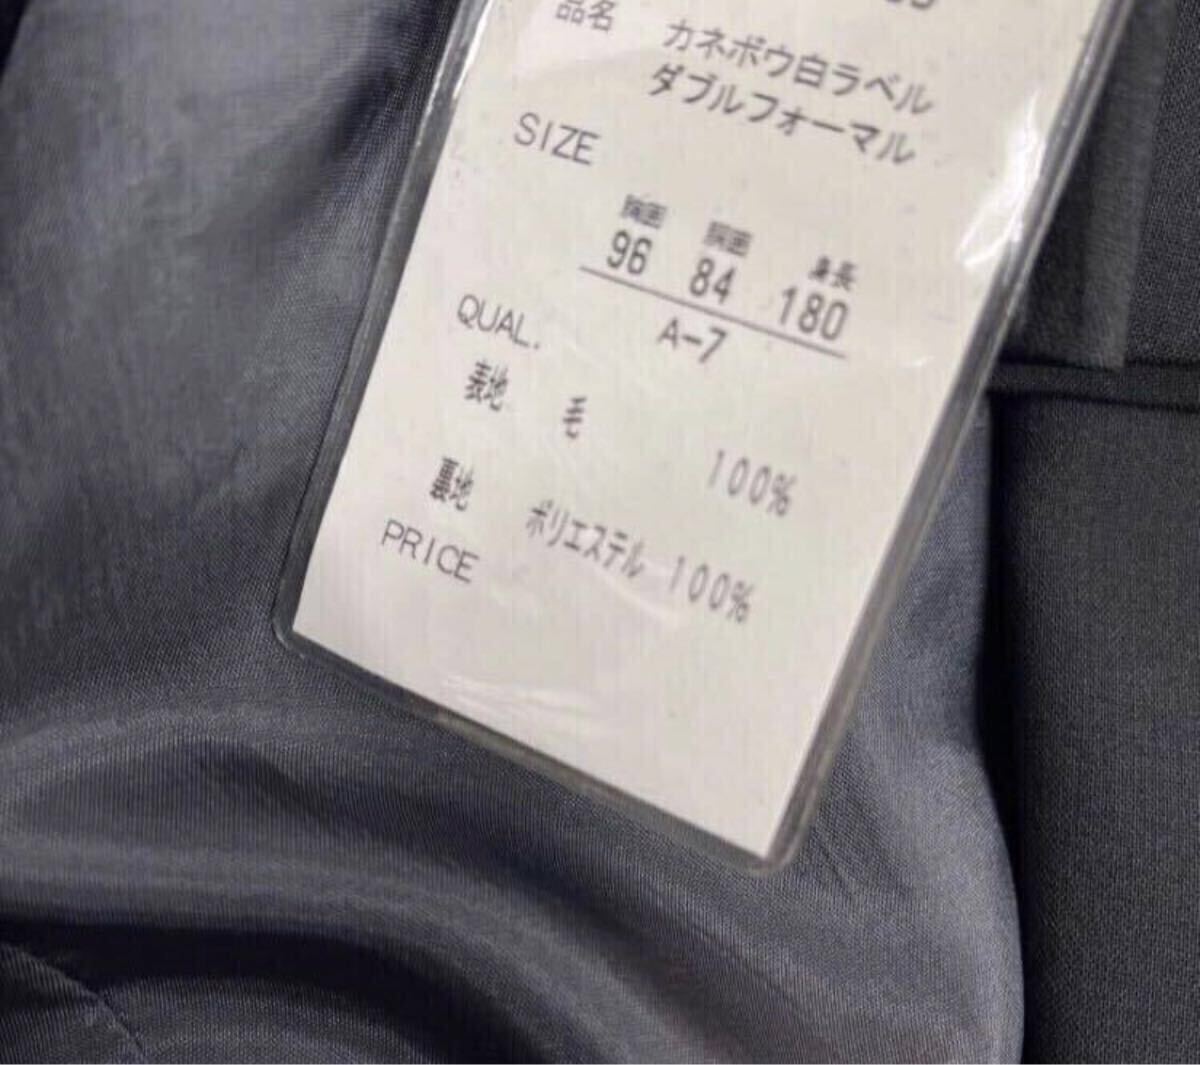 品名 カネボウ白ラベル
ダブルフォーマル
SIZE
胸囲 胴囲 身長
96 84 180
A-7
QUAL.
表地 毛 100%
裏地 ポリエステル 100%
PRICE